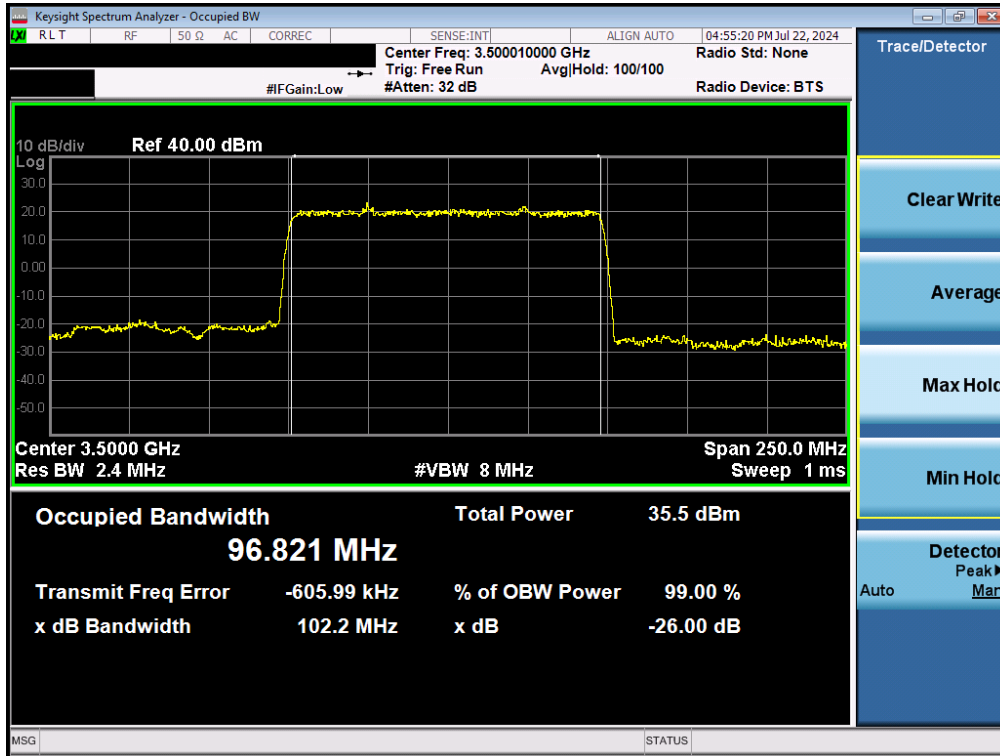 Keysight Spectrum Analyzer - Occupied BW
LXI RLT RF 50 Ω AC CORREC SENSE:INT ALIGN AUTO 04:55:20 PM Jul 22, 2024
Center Freq: 3.500010000 GHz Radio Std: None
Trig: Free Run Avg|Hold: 100/100
#IFGain:Low #Atten: 32 dB Radio Device: BTS
Trace/Detector
10 dB/div Ref 40.00 dBm
Log
30.0
20.0
10.0
0.00
-10.0
-20.0
-30.0
-40.0
-50.0
Center 3.5000 GHz Span 250.0 MHz
Res BW 2.4 MHz #VBW 8 MHz Sweep 1 ms
Occupied Bandwidth Total Power 35.5 dBm
96.821 MHz
Transmit Freq Error -605.99 kHz % of OBW Power 99.00 %
x dB Bandwidth 102.2 MHz x dB -26.00 dB
Clear Write
Average
Max Hold
Min Hold
Detector
Peak
Auto Man
MSG STATUS